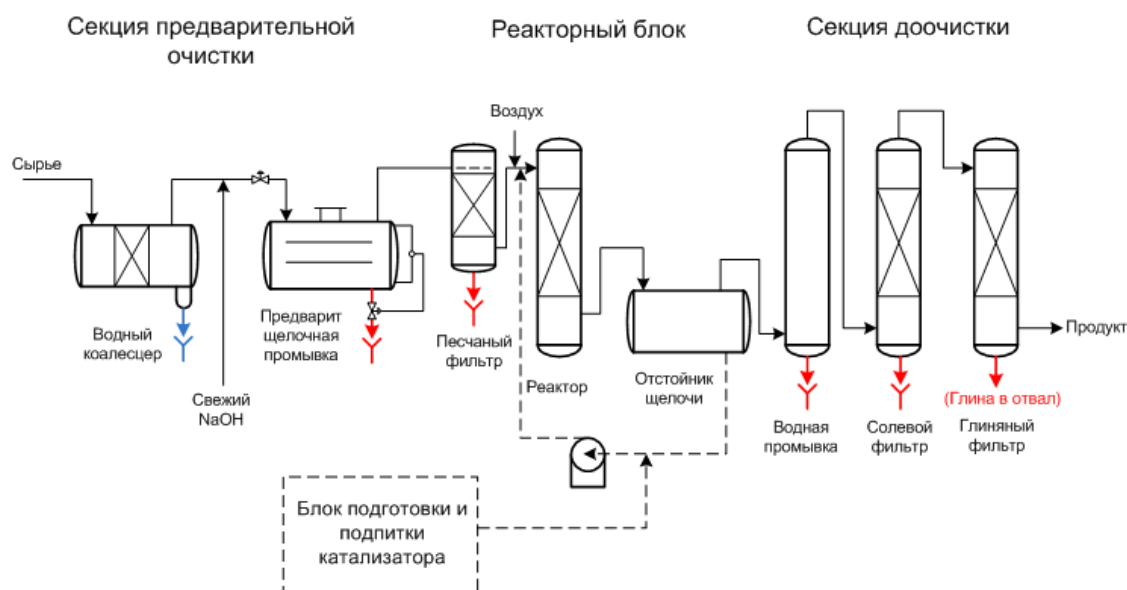 Секция предварительной
очистки
Реакторный блок
Секция доочистки
Воздух
Сырье
Водный
коалесцер
Свежий
NaOH
Предварит
щелочная
промывка
Песчаный
фильтр
Реактор
Отстойник
щелочи
Водная
промывка
Солевой
фильтр
(Глина в отвал)
Глиняный
фильтр
Продукт
Блок подготовки и
подпитки
катализатора